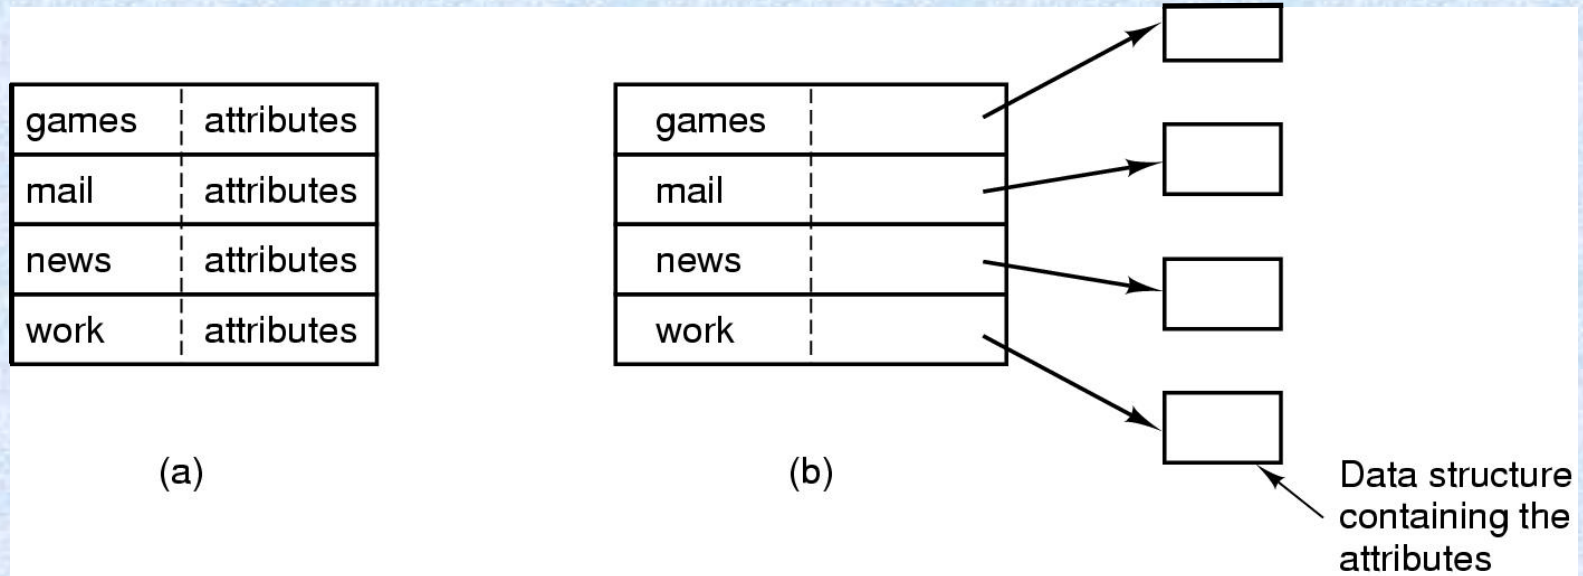 games attributes
mail attributes
news attributes
work attributes
(a)
games
mail
news
work
(b)
Data structure
containing the
attributes